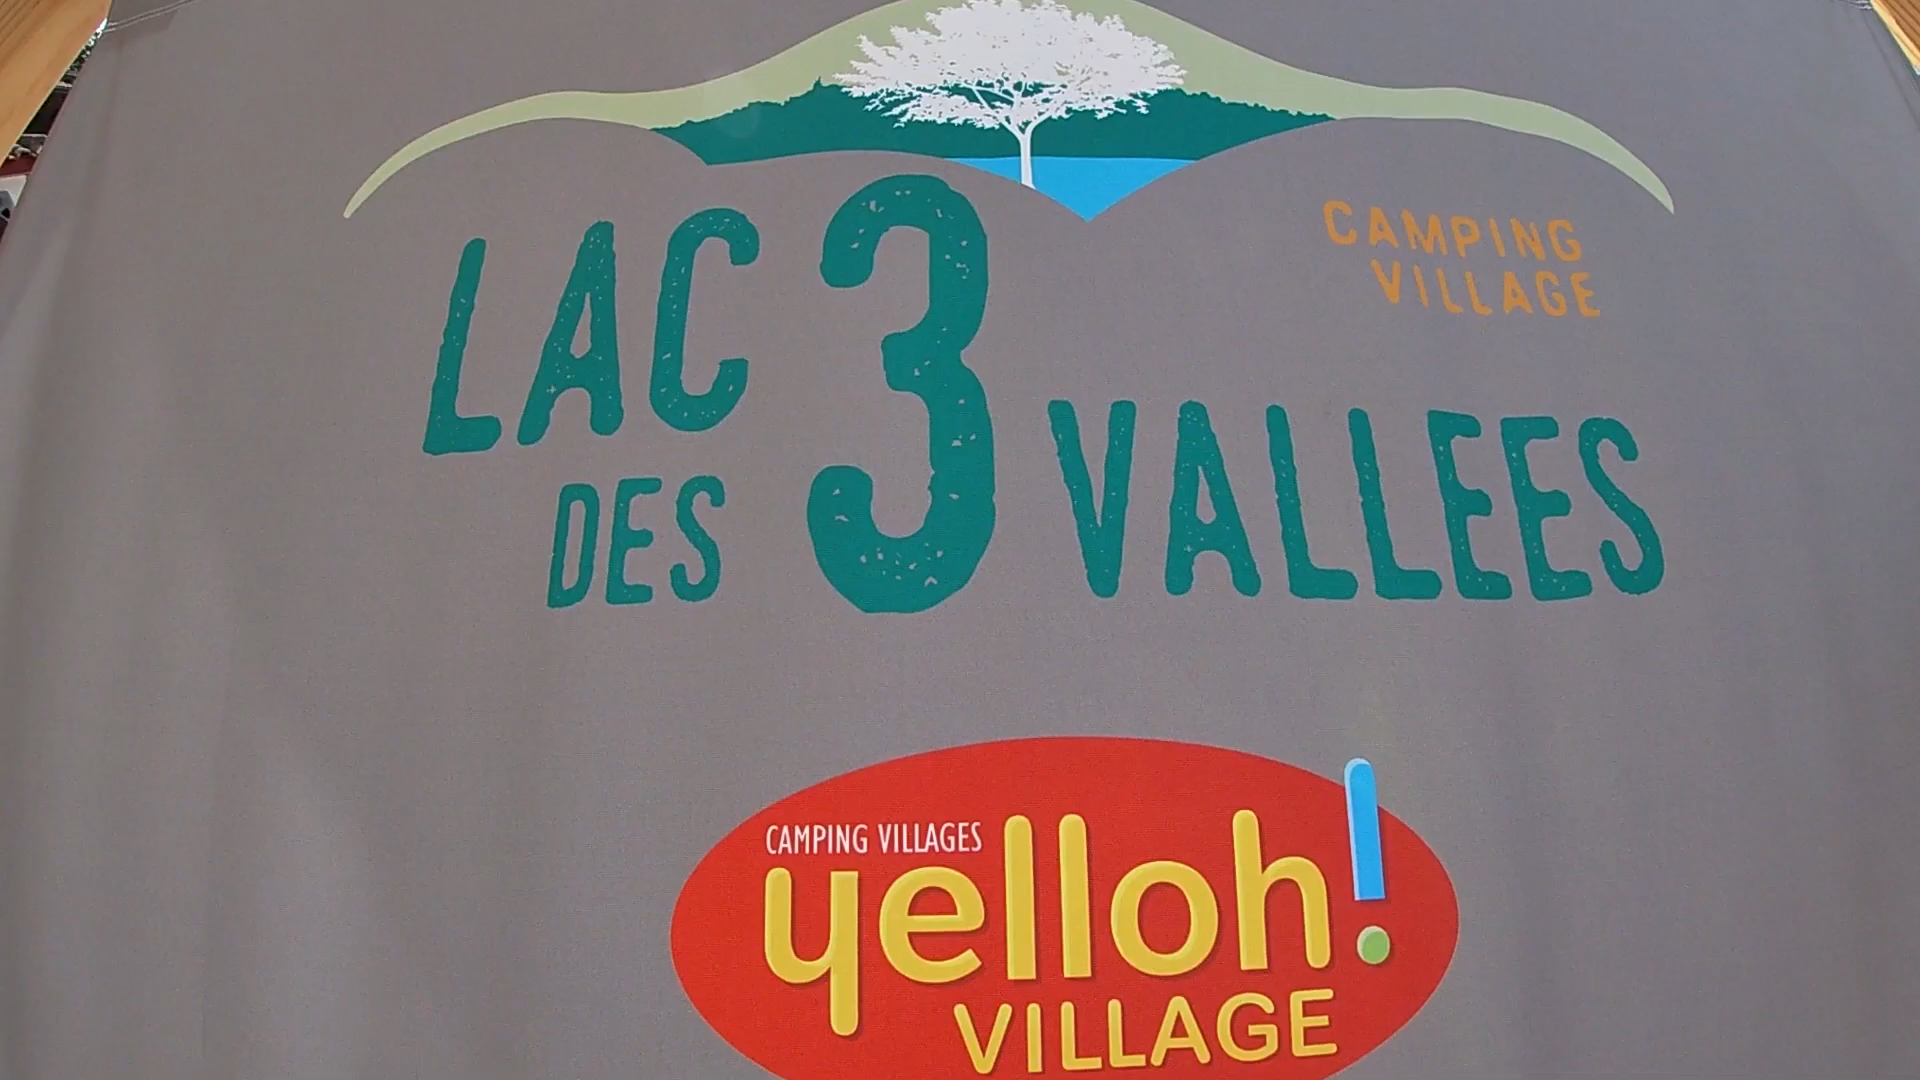 LAC
DES
3
VALLEES
CAMPING
VILLAGE
CAMPING VILLAGES
yelloh!
VILLAGE